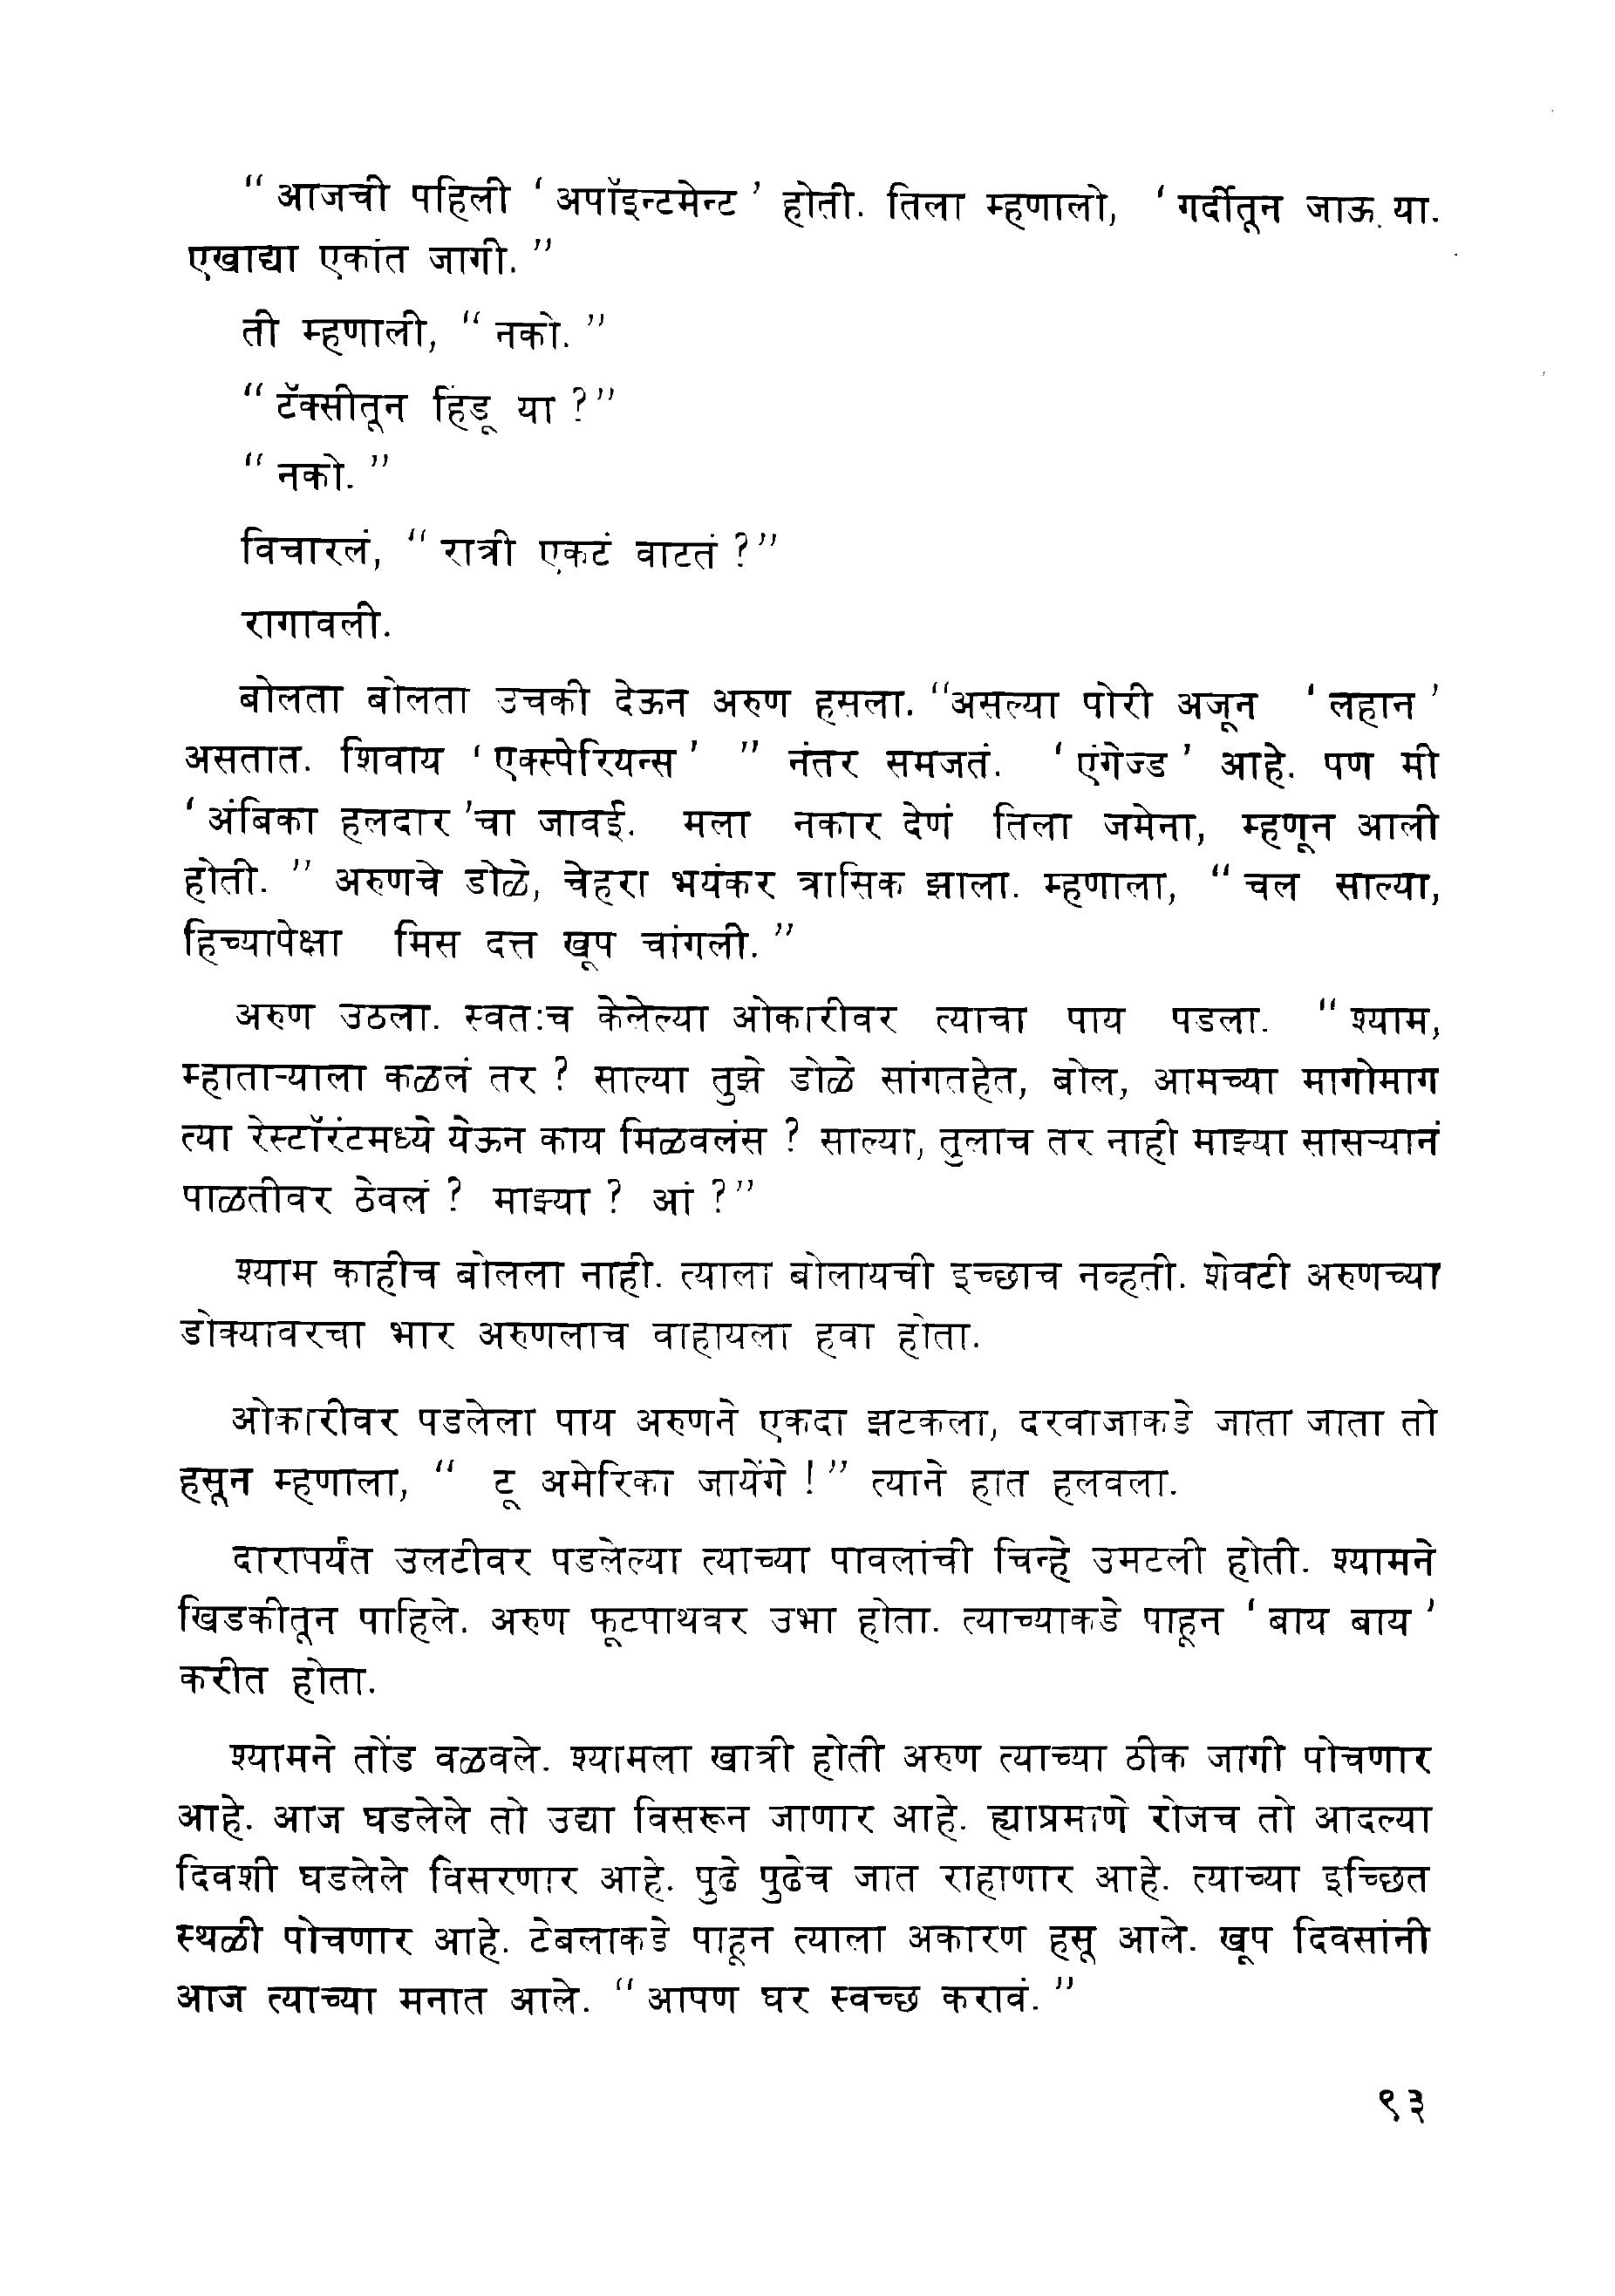 “ आजची पहिली ‘ अपॉइन्टमेन्ट ’ होती. तिला म्हणालो, ‘ गर्दीतून जाऊ या.
एखाद्या एकांत जागी. ”
ती म्हणाली, “ नको. ”
“ टॅक्सीतून हिंडू या ?”
“ नको. ”
विचारलं, “ रात्री एकटं वाटतं ?”
रागावली.
बोलता बोलता उचकी देऊन अरुण हसला. “असल्या पोरी अजून ‘ लहान ’
असतात. शिवाय ‘ एक्स्पेरियन्स ’ ” नंतर समजतं. ‘ एंगेज्ड ’ आहे. पण मी
‘ अंबिका हलदार ’चा जावई. मला नकार देणं तिला जमेना, म्हणून आली
होती. ” अरुणचे डोळे, चेहरा भयंकर त्रासिक झाला. म्हणाला, “ चल साल्या,
हिच्यापेक्षा मिस दत्त खूप चांगली. ”
अरुण उठला. स्वतःच केलेल्या ओकारीवर त्याचा पाय पडला. “ श्याम,
म्हाताऱ्याला कळलं तर ? साल्या तुझे डोळे सांगतहेत, बोल, आमच्या मागोमाग
त्या रेस्टॉरंटमध्ये येऊन काय मिळवलंस ? साल्या, तुलाच तर नाही माझ्या सासऱ्यानं
पाळतीवर ठेवलं ? माझ्या ? आं ?”
श्याम काहीच बोलला नाही. त्याला बोलायची इच्छाच नव्हती. शेवटी अरुणच्या
डोक्यावरचा भार अरुणलाच वाहायला हवा होता.
ओकारीवर पडलेला पाय अरुणने एकदा झटकला, दरवाजाकडे जाता जाता तो
हसून म्हणाला, “ टू अमेरिका जायेंगे !” त्याने हात हलवला.
दारापर्यंत उलटीवर पडलेल्या त्याच्या पावलांची चिन्हे उमटली होती. श्यामने
खिडकीतून पाहिले. अरुण फूटपाथवर उभा होता. त्याच्याकडे पाहून ‘ बाय बाय ’
करीत होता.
श्यामने तोंड वळवले. श्यामला खात्री होती अरुण त्याच्या ठीक जागी पोचणार
आहे. आज घडलेले तो उद्या विसरून जाणार आहे. ह्याप्रमाणे रोजच तो आदल्या
दिवशी घडलेले विसरणार आहे. पुढे पुढेच जात राहाणार आहे. त्याच्या इच्छित
स्थळी पोचणार आहे. टेबलाकडे पाहून त्याला अकारण हसू आले. खूप दिवसांनी
आज त्याच्या मनात आले. “ आपण घर स्वच्छ करावं. ”
९३